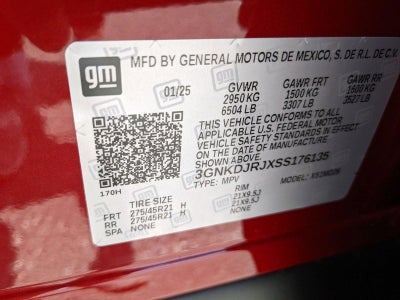 gm
MFD BY GENERAL MOTORS DE MEXICO, S. DE R.L. DE C.V.
01/25 GVWR GAWR FRT GAWR RR
2950 KG 1500 KG 1600 KG
6504 LB 3307 LB 3527 LB
THIS VEHICLE CONFORMS TO ALL
APPLICABLE U.S. FEDERAL MOTOR
VEHICLE SAFETY STANDARDS IN EFFECT
ON THE DATE OF MANUFACTURE
SHOWN ABOVE.
3GNKDJRJXSS176135
170H
TYPE: MPV MODEL:
TIRE SIZE RIM
FRT 275/45R21 H 21X9.5J
RR 275/45R21 H 21X9.5J
SPA NONE NONE